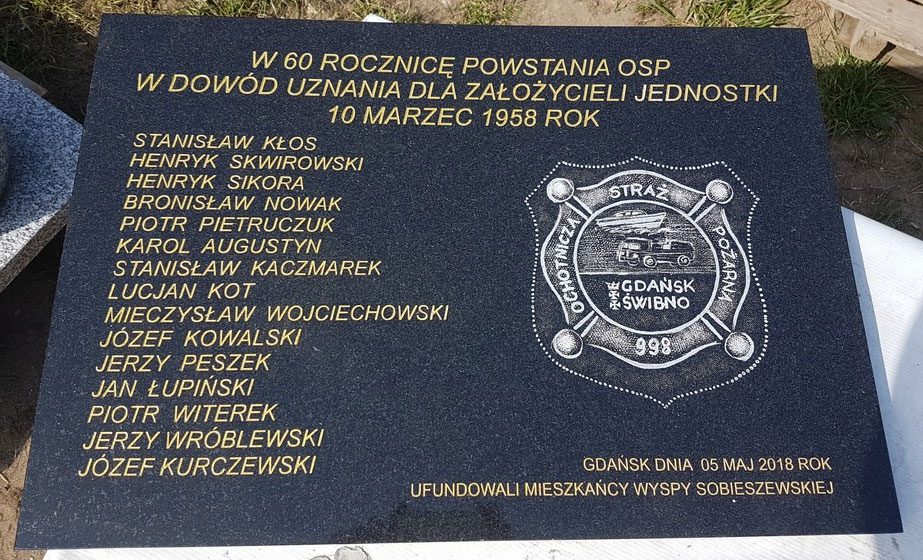 W 60 ROCZNICĘ POWSTANIA OSP
W DOWÓD UZNANIA DLA ZAŁOŻYCIELI JEDNOSTKI
10 MARZEC 1958 ROK
STANISŁAW KŁOS
HENRYK SKWIROWSKI
HENRYK SIKORA
BRONISŁAW NOWAK
PIOTR PIETRUCZUK
KAROL AUGUSTYN
STANISŁAW KACZMAREK
LUCJAN KOT
MIECZYSŁAW WOJCIECHOWSKI
JÓZEF KOWALSKI
JERZY PESZEK
JAN ŁUPIŃSKI
PIOTR WITEREK
JERZY WRÓBLEWSKI
JÓZEF KURCZEWSKI
OCHOTNICZA STRAŻ POŻARNA
GDAŃSK
ŚWIBNO
998
GDAŃSK DNIA 05 MAJ 2018 ROK
UFUNDOWALI MIESZKAŃCY WYSPY SOBIESZEWSKIEJ